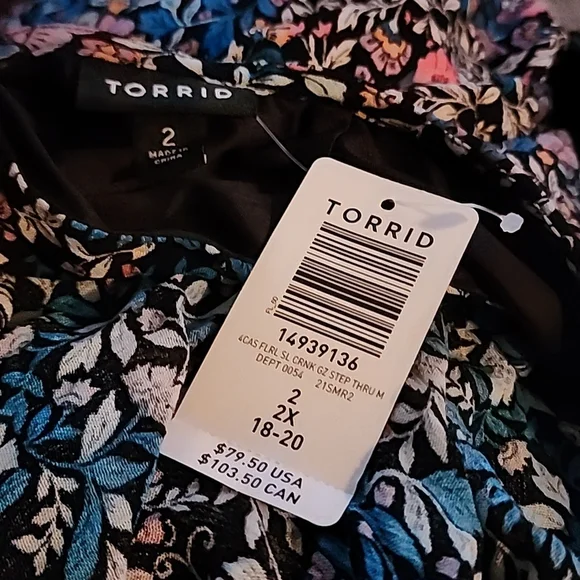 TORRID
2
MADE IN
CHINA
TORRID
FL_60
14939136
4CAS FLRL SL CRNK GZ STEP THRU M
DEPT 0054 21SMR2
2
2X
18-20
$79.50 USA
$103.50 CAN